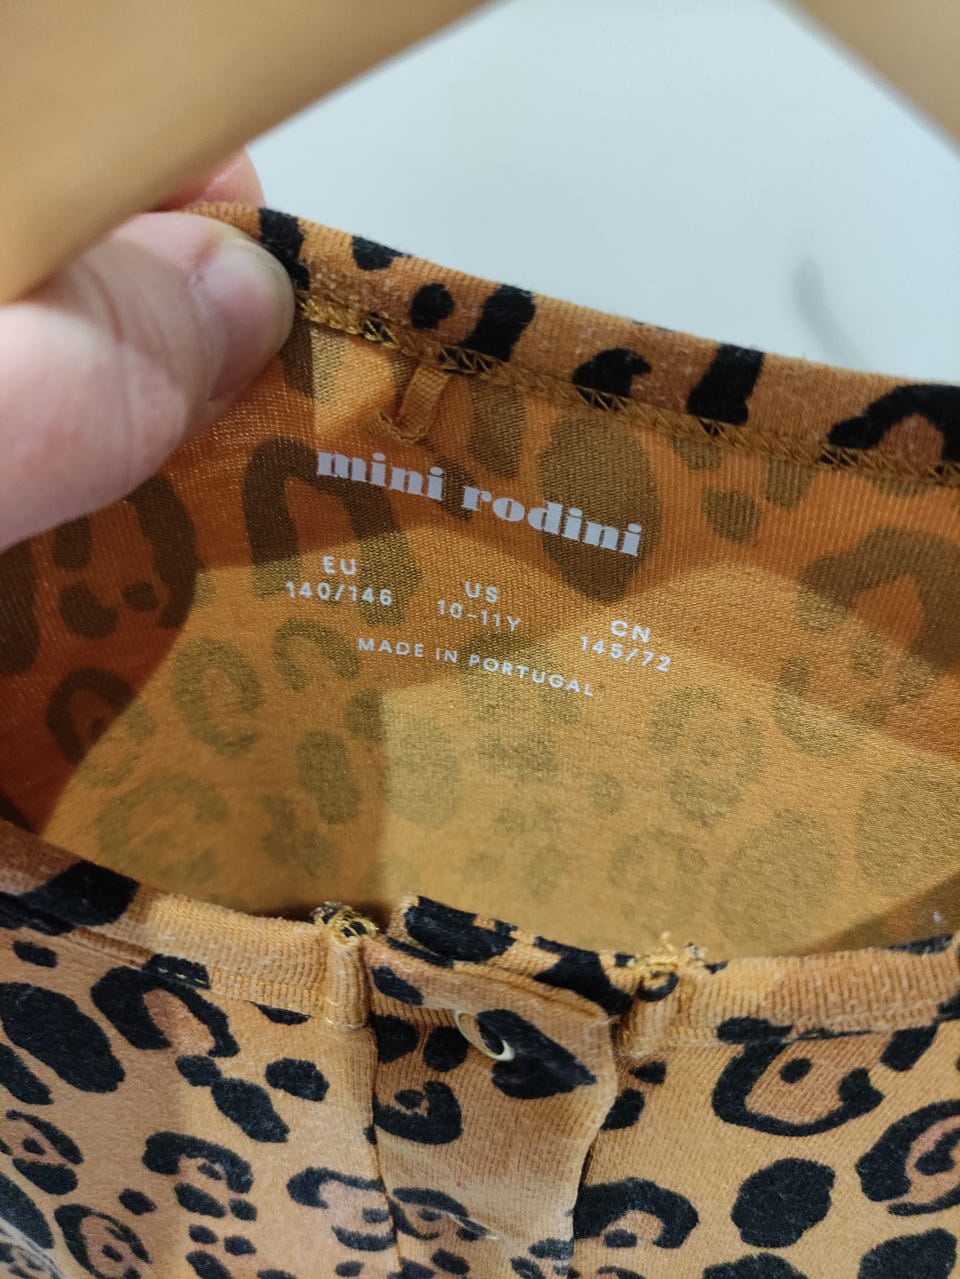 mini rodini
EU
140/146
US
10-11Y
CN
145/72
MADE IN PORTUGAL